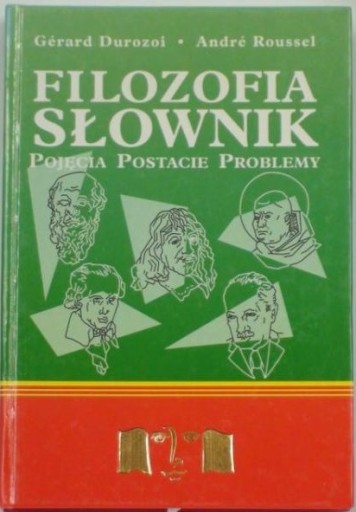 Gérard Durozoi • André Roussel
FILOZOFIA
SŁOWNIK
POJĘCIA POSTACIE PROBLEMY